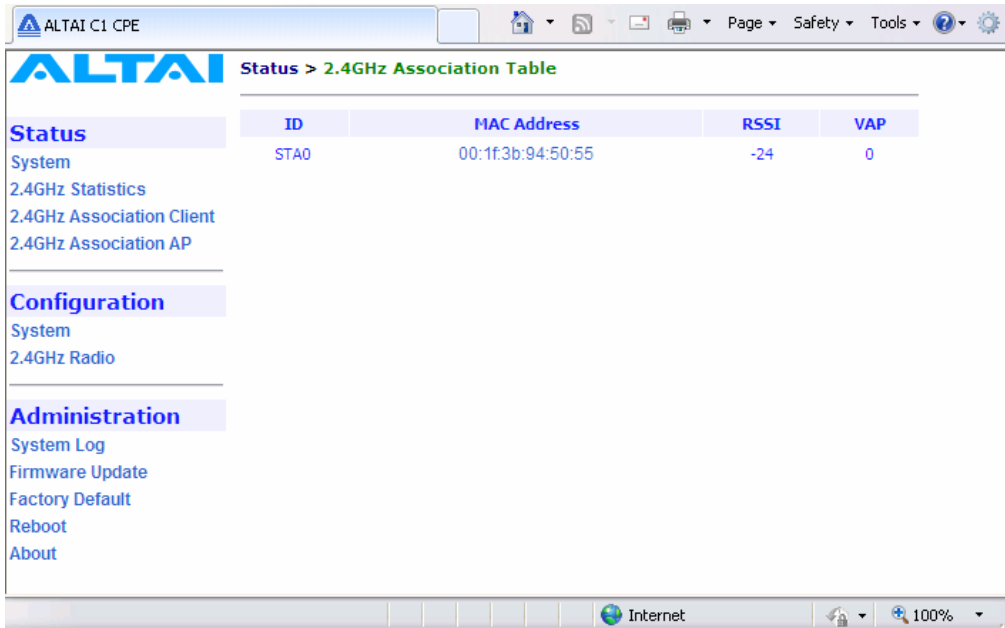 ALTAI C1 CPE
Page Safety Tools
ALTAI
Status > 2.4GHz Association Table
ID MAC Address RSSI VAP
STA0 00:1f:3b:94:50:55 -24 0
Status
System
2.4GHz Statistics
2.4GHz Association Client
2.4GHz Association AP
Configuration
System
2.4GHz Radio
Administration
System Log
Firmware Update
Factory Default
Reboot
About
Internet 100%